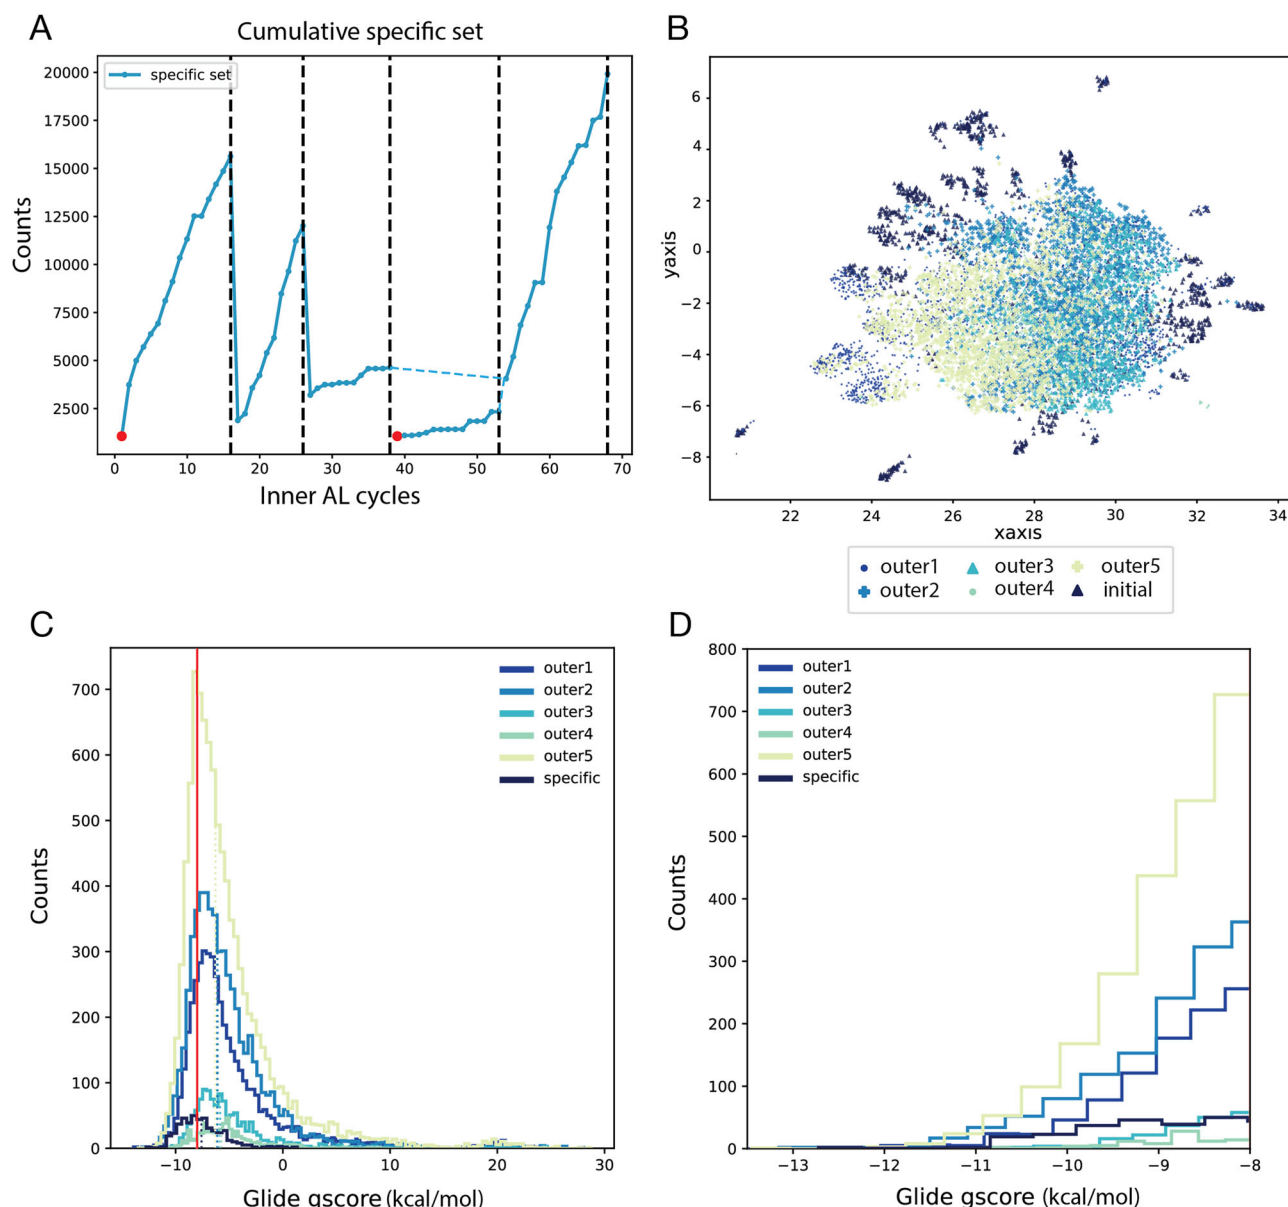 A
Cumulative specific set
specific set
20000
17500
15000
12500
10000
7500
5000
2500
Counts
0 10 20 30 40 50 60 70
Inner AL cycles
B
6
4
2
0
−2
−4
−6
−8
yaxis
22 24 26 28 30 32 34
xaxis
outer1 outer3 outer5
outer2 outer4 initial
C
700
600
500
400
300
200
100
0
Counts
outer1
outer2
outer3
outer4
outer5
specific
−10 0 10 20 30
Glide gscore (kcal/mol)
D
800
700
600
500
400
300
200
100
0
Counts
outer1
outer2
outer3
outer4
outer5
specific
−13 −12 −11 −10 −9 −8
Glide gscore (kcal/mol)